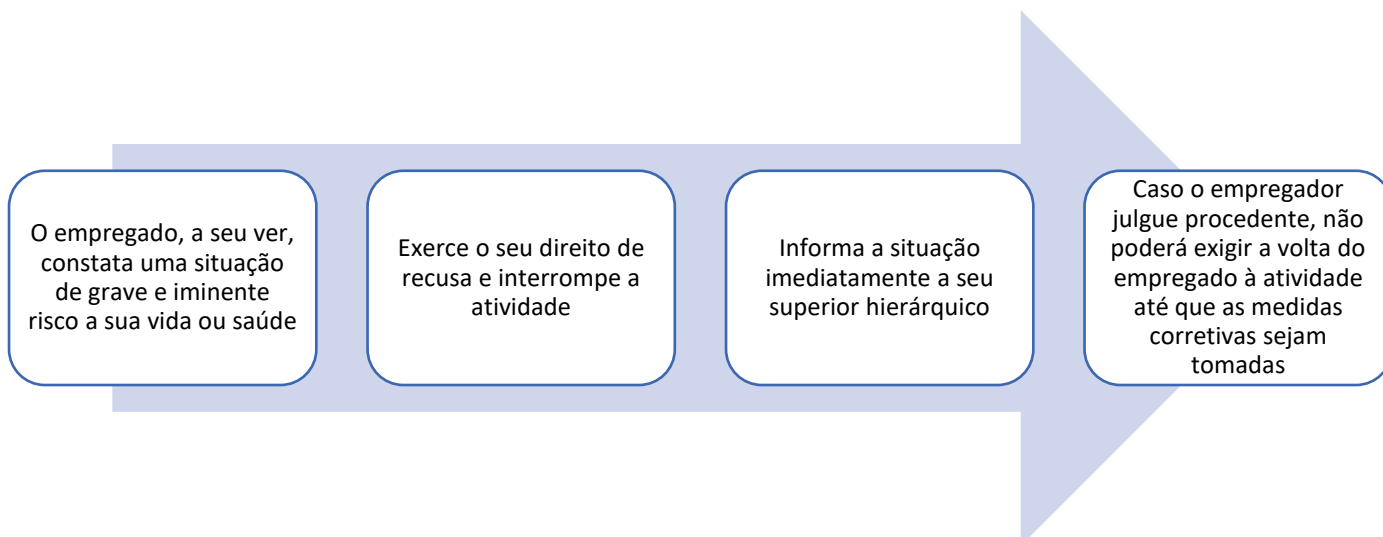 O empregado, a seu ver,
constata uma situação
de grave e iminente
risco a sua vida ou saúde
Exerce o seu direito de
recusa e interrompe a
atividade
Informa a situação
imediatamente a seu
superior hierárquico
Caso o empregador
julgue procedente, não
poderá exigir a volta do
empregado à atividade
até que as medidas
corretivas sejam
tomadas